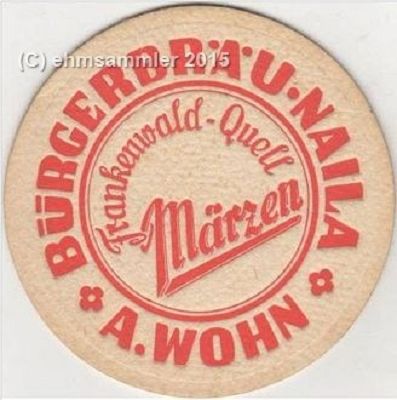 (C) ehmsammler 2015
BÜRGERBRÄU·NAILA
Frankenwald-Quell
Märzen
A.WOHN